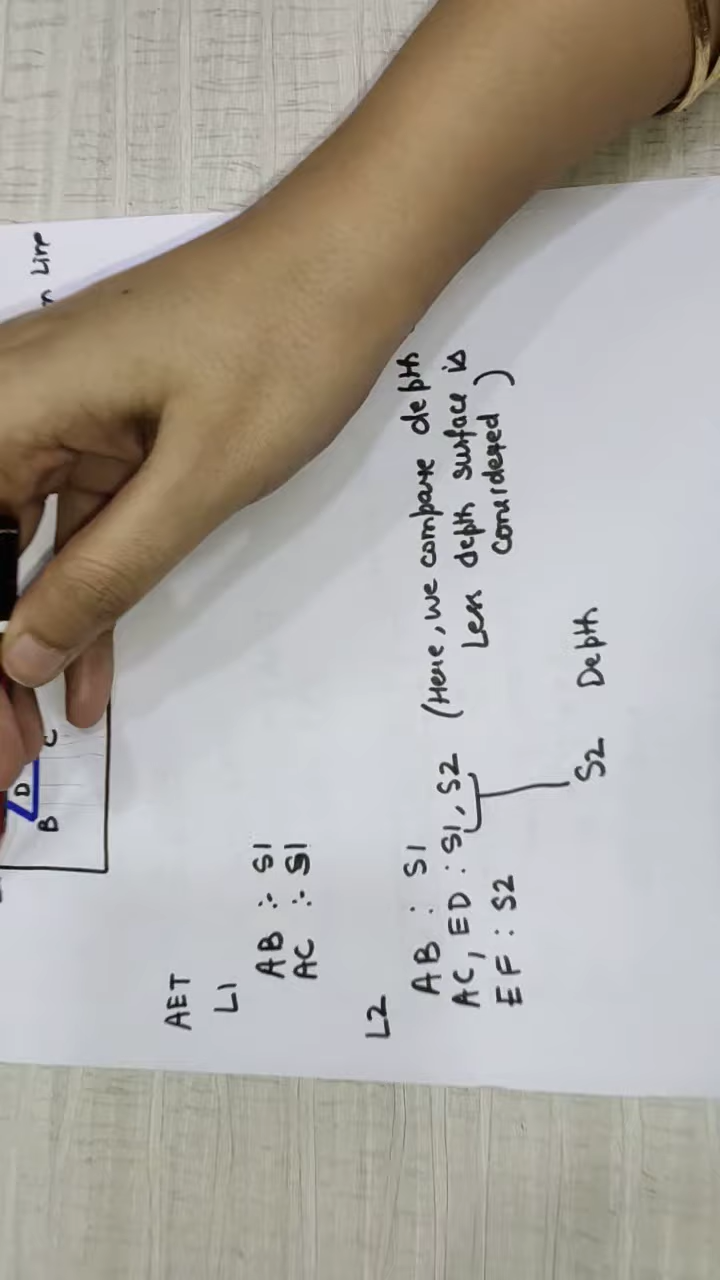 n Line
D
B
C
AET
L1
AB : S1
AC : S1
L2
AB : S1
AC, ED : S1, S2 (Here, we compare depth
Less depth surface is
considered)
EF : S2
S2 Depth